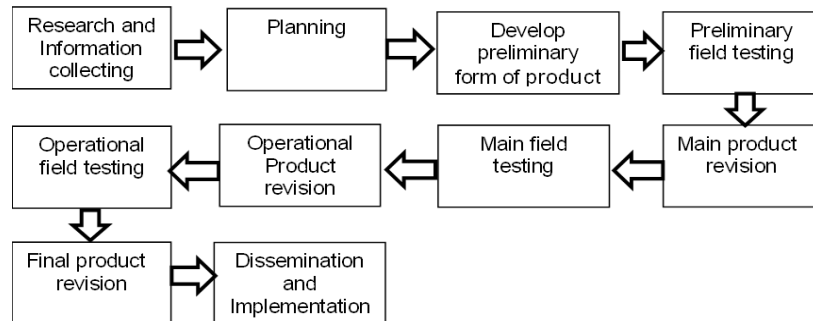 Research and
Information
collecting
Planning
Develop
preliminary
form of product
Preliminary
field testing
Operational
field testing
Operational
Product
revision
Main field
testing
Main product
revision
Final product
revision
Dissemination
and
Implementation